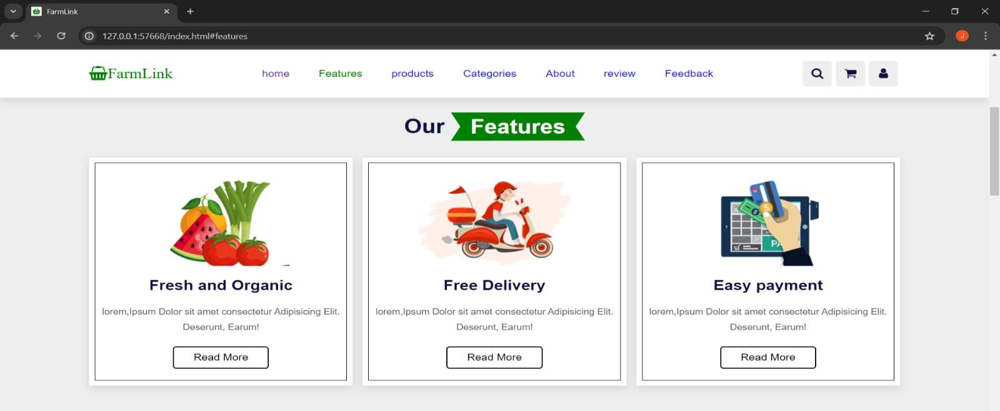 FarmLink
127.0.0.1:57668/index.html#features
J
FarmLink
home Features products Categories About review Feedback
Our Features
PA
Fresh and Organic
lorem,Ipsum Dolor sit amet consectetur Adipisicing Elit.
Deserunt, Earum!
Read More
Free Delivery
lorem,Ipsum Dolor sit amet consectetur Adipisicing Elit.
Deserunt, Earum!
Read More
Easy payment
lorem,Ipsum Dolor sit amet consectetur Adipisicing Elit.
Deserunt, Earum!
Read More